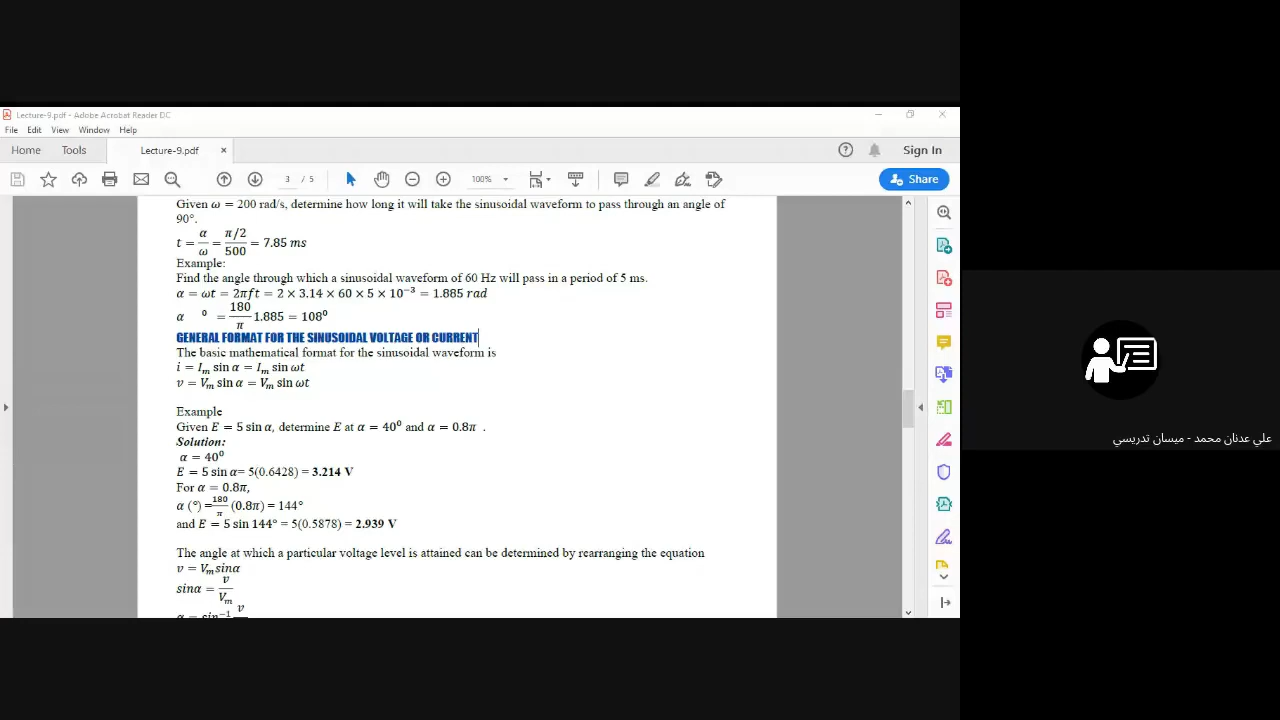 Lecture-9.pdf - Adobe Acrobat Reader DC
File Edit View Window Help
Home Tools Lecture-9.pdf × Sign In
3 / 5 100% Share
Given ω = 200 rad/s, determine how long it will take the sinusoidal waveform to pass through an angle of
90°.
t = α/ω = π/2/500 = 7.85 ms
Example:
Find the angle through which a sinusoidal waveform of 60 Hz will pass in a period of 5 ms.
α = ωt = 2πft = 2 × 3.14 × 60 × 5 × 10⁻³ = 1.885 rad
α ⁰ = 180/π 1.885 = 108⁰
GENERAL FORMAT FOR THE SINUSOIDAL VOLTAGE OR CURRENT
The basic mathematical format for the sinusoidal waveform is
i = Iₘ sin α = Iₘ sin ωt
v = Vₘ sin α = Vₘ sin ωt
Example
Given E = 5 sin α, determine E at α = 40⁰ and α = 0.8π .
Solution:
α = 40⁰
E = 5 sin α= 5(0.6428) = 3.214 V
For α = 0.8π,
α (°) =180/π (0.8π) = 144°
and E = 5 sin 144° = 5(0.5878) = 2.939 V
The angle at which a particular voltage level is attained can be determined by rearranging the equation
v = Vₘsinα
sinα = v/Vₘ
α = sin⁻¹ v
علي عدنان محمد - ميسان تدريسي